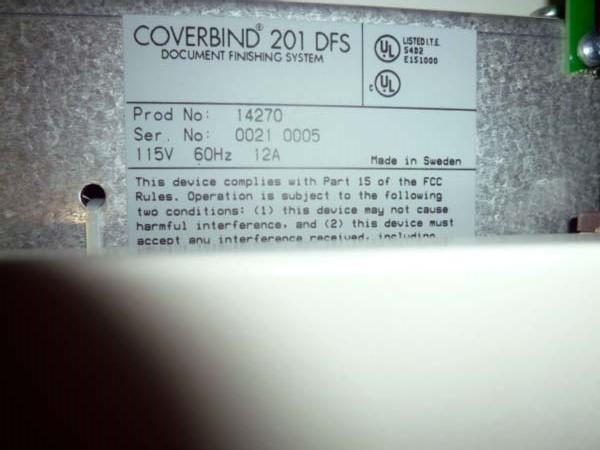 COVERBIND® 201 DFS
DOCUMENT FINISHING SYSTEM
UL LISTED I.T.E.
54D2
E151000
c UL
Prod No: 14270
Ser. No: 0021 0005
115V 60Hz 12A
Made in Sweden
This device complies with Part 15 of the FCC
Rules. Operation is subject to the following
two conditions: (1) this device may not cause
harmful interference, and (2) this device must
accept any interference received, including